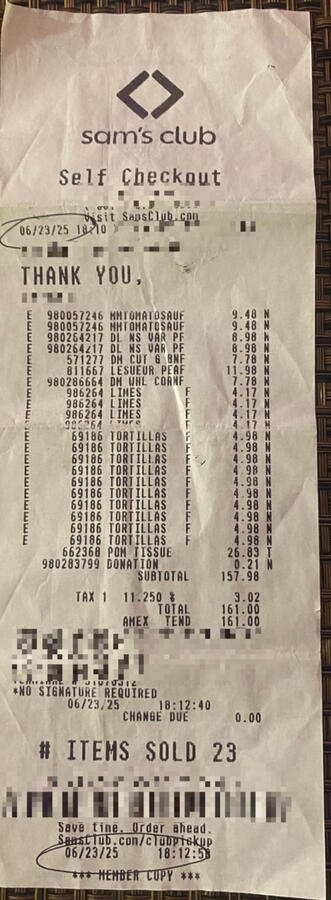 sam's club
Self Checkout
Visit SamsClub.com
06/23/25 18:10
THANK YOU,
E 980057246 MMTOMATOSAUF 9.48 N
E 980057246 MMTOMATOSAUF 9.48 N
E 980264217 DL NS VAR PF 8.98 N
E 980264217 DL NS VAR PF 8.98 N
E 571277 DM CUT G BNF 7.78 N
E 811667 LESUEUR PEAF 11.98 N
E 980286664 DM WHL CORNF 7.78 N
E 986264 LIMES F 4.17 N
E 986264 LIMES F 4.17 N
E 986264 LIMES F 4.17 N
E 986264 LIMES F 4.17 N
E 69186 TORTILLAS F 4.98 N
E 69186 TORTILLAS F 4.98 N
E 69186 TORTILLAS F 4.98 N
E 69186 TORTILLAS F 4.98 N
E 69186 TORTILLAS F 4.98 N
E 69186 TORTILLAS F 4.98 N
E 69186 TORTILLAS F 4.98 N
E 69186 TORTILLAS F 4.98 N
E 69186 TORTILLAS F 4.98 N
E 69186 TORTILLAS F 4.98 N
662368 POM TISSUE 26.83 T
980283799 DONATION 0.21 N
SUBTOTAL 157.98
TAX 1 11.250 % 3.02
TOTAL 161.00
AMEX TEND 161.00
*NO SIGNATURE REQUIRED
06/23/25 18:12:40
CHANGE DUE 0.00
# ITEMS SOLD 23
Save time. Order ahead.
SamsClub.com/clubpickup
06/23/25 18:12:58
*** MEMBER COPY ***